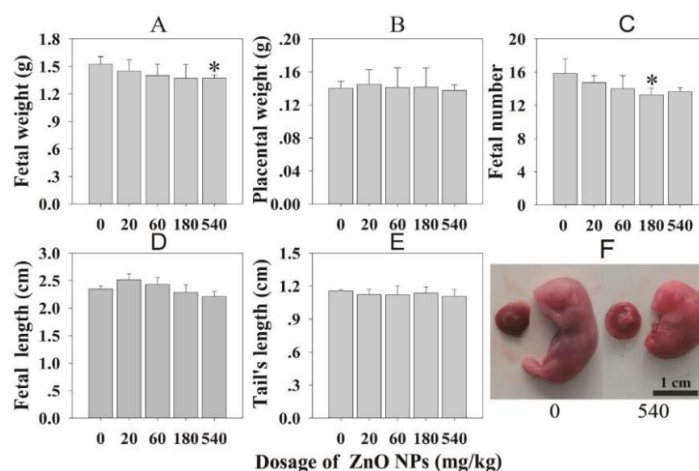 A
Fetal weight (g)
1.8
1.5
1.2
.9
.6
.3
0.0
*
0 20 60 180 540
B
Placental weight (g)
.20
.16
.12
.08
.04
0.00
0 20 60 180 540
C
Fetal number
20
16
12
8
4
0
*
0 20 60 180 540
D
Fetal length (cm)
3.0
2.5
2.0
1.5
1.0
.5
0.0
0 20 60 180 540
E
Tail's length (cm)
1.5
1.2
.9
.6
.3
0.0
0 20 60 180 540
F
1 cm
0 540
Dosage of ZnO NPs (mg/kg)